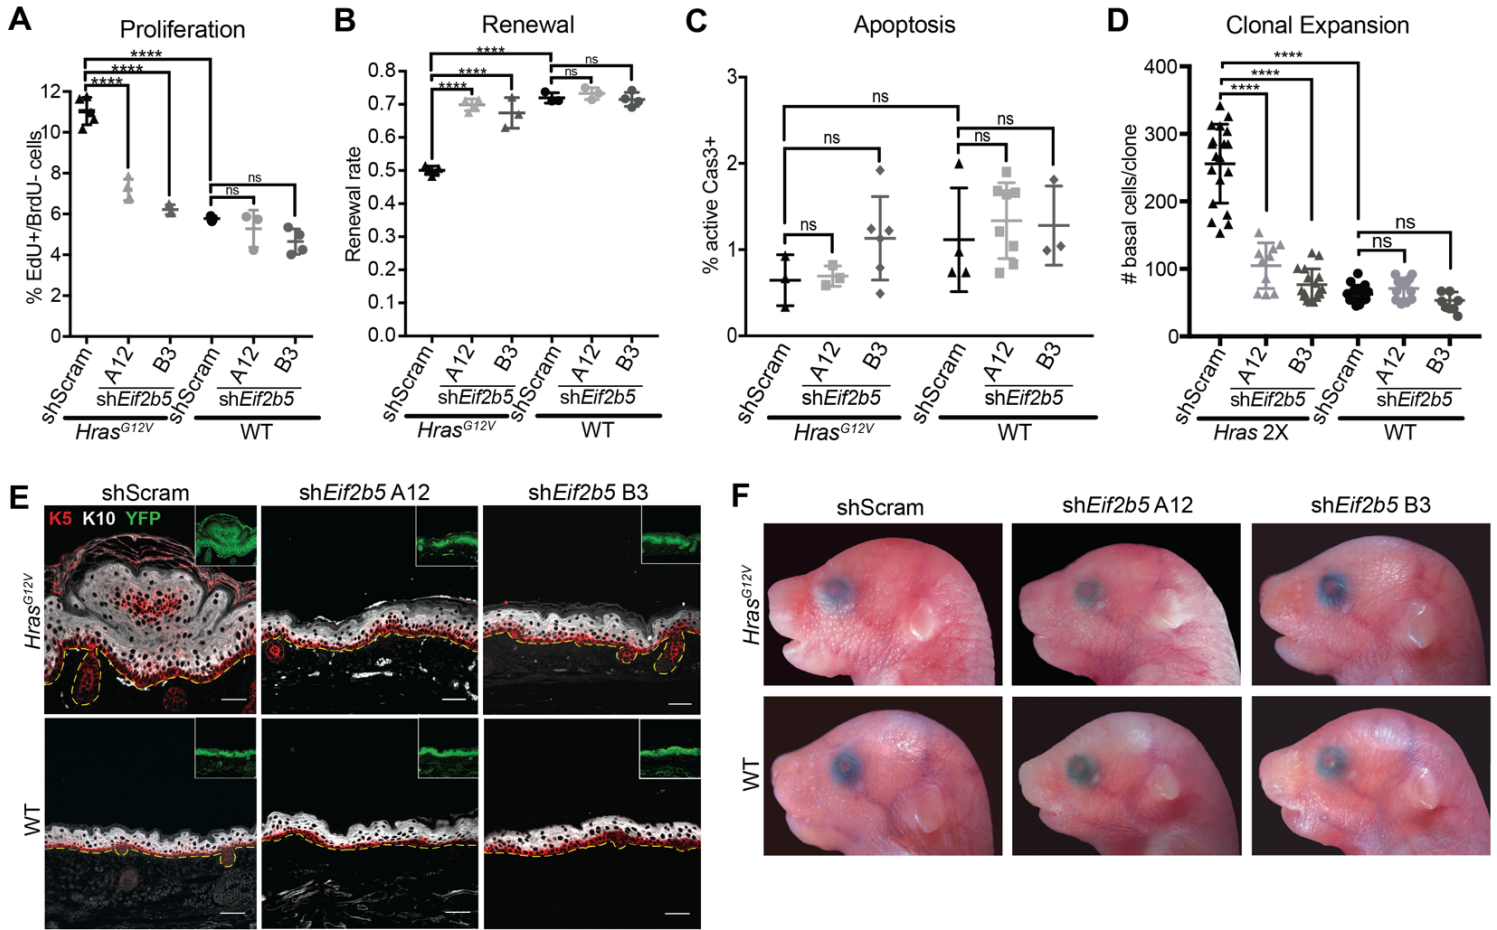 A
Proliferation
****
****
****
ns
ns
% EdU+/BrdU- cells
12
10
8
6
4
2
0
shScram
A12
B3
shScram
A12
B3
shEif2b5
shEif2b5
HrasG12V
WT
B
Renewal
****
****
****
ns
ns
Renewal rate
0.8
0.7
0.6
0.5
0.4
0.3
0.2
0.1
0.0
shScram
A12
B3
shScram
A12
B3
shEif2b5
shEif2b5
HrasG12V
WT
C
Apoptosis
ns
ns
ns
ns
ns
% active Cas3+
3
2
1
0
shScram
A12
B3
shScram
A12
B3
shEif2b5
shEif2b5
HrasG12V
WT
D
Clonal Expansion
****
****
****
ns
ns
# basal cells/clone
400
300
200
100
0
shScram
A12
B3
shScram
A12
B3
shEif2b5
shEif2b5
Hras 2X
WT
E
shScram
shEif2b5 A12
shEif2b5 B3
K5 K10 YFP
HrasG12V
WT
F
shScram
shEif2b5 A12
shEif2b5 B3
HrasG12V
WT